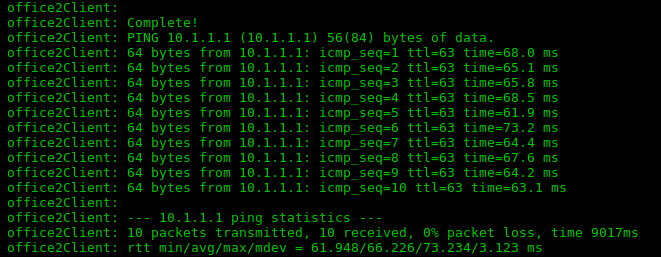 office2Client:
office2Client: Complete!
office2Client: PING 10.1.1.1 (10.1.1.1) 56(84) bytes of data.
office2Client: 64 bytes from 10.1.1.1: icmp_seq=1 ttl=63 time=68.0 ms
office2Client: 64 bytes from 10.1.1.1: icmp_seq=2 ttl=63 time=65.1 ms
office2Client: 64 bytes from 10.1.1.1: icmp_seq=3 ttl=63 time=65.8 ms
office2Client: 64 bytes from 10.1.1.1: icmp_seq=4 ttl=63 time=68.5 ms
office2Client: 64 bytes from 10.1.1.1: icmp_seq=5 ttl=63 time=61.9 ms
office2Client: 64 bytes from 10.1.1.1: icmp_seq=6 ttl=63 time=73.2 ms
office2Client: 64 bytes from 10.1.1.1: icmp_seq=7 ttl=63 time=64.4 ms
office2Client: 64 bytes from 10.1.1.1: icmp_seq=8 ttl=63 time=67.6 ms
office2Client: 64 bytes from 10.1.1.1: icmp_seq=9 ttl=63 time=64.2 ms
office2Client: 64 bytes from 10.1.1.1: icmp_seq=10 ttl=63 time=63.1 ms
office2Client:
office2Client: --- 10.1.1.1 ping statistics ---
office2Client: 10 packets transmitted, 10 received, 0% packet loss, time 9017ms
office2Client: rtt min/avg/max/mdev = 61.948/66.226/73.234/3.123 ms